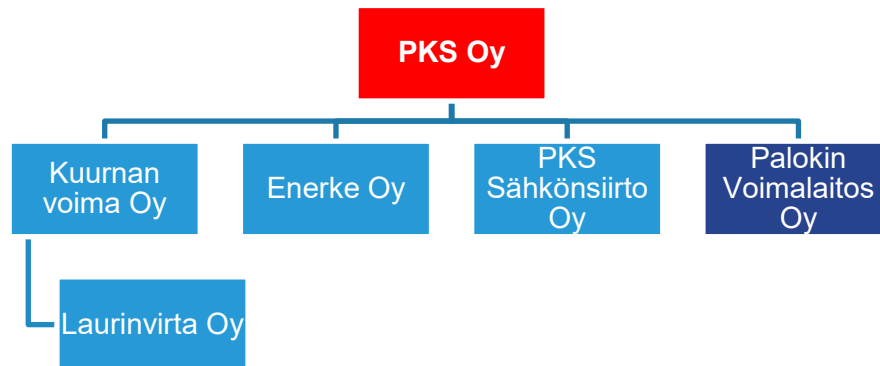 PKS Oy
Kuurnan
voima Oy
Enerke Oy
PKS
Sähkönsiirto
Oy
Palokin
Voimalaitos
Oy
Laurinvirta Oy